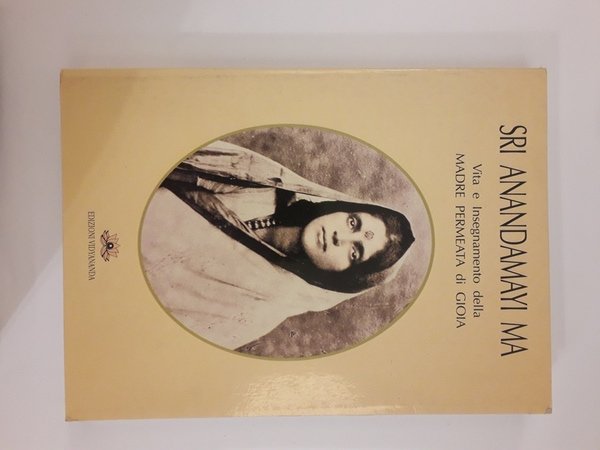 SRI ANANDAMAYI MA
Vita e Insegnamento della
MADRE PERMEATA di GIOIA
EDIZIONI VIDYANANDA